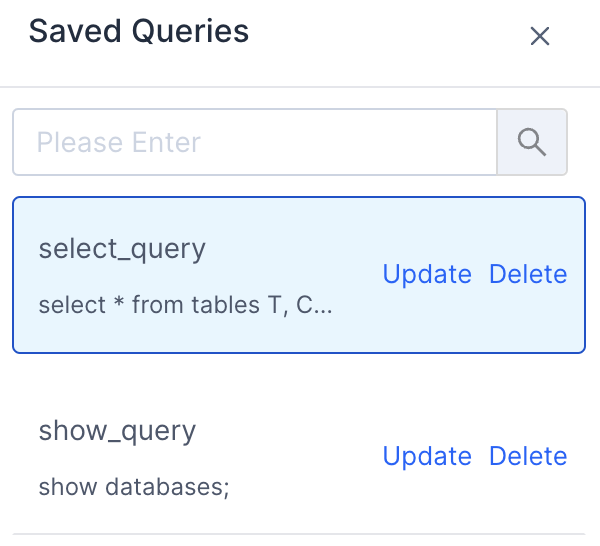 Saved Queries
Please Enter
select_query
Update Delete
select * from tables T, C...
show_query
Update Delete
show databases;